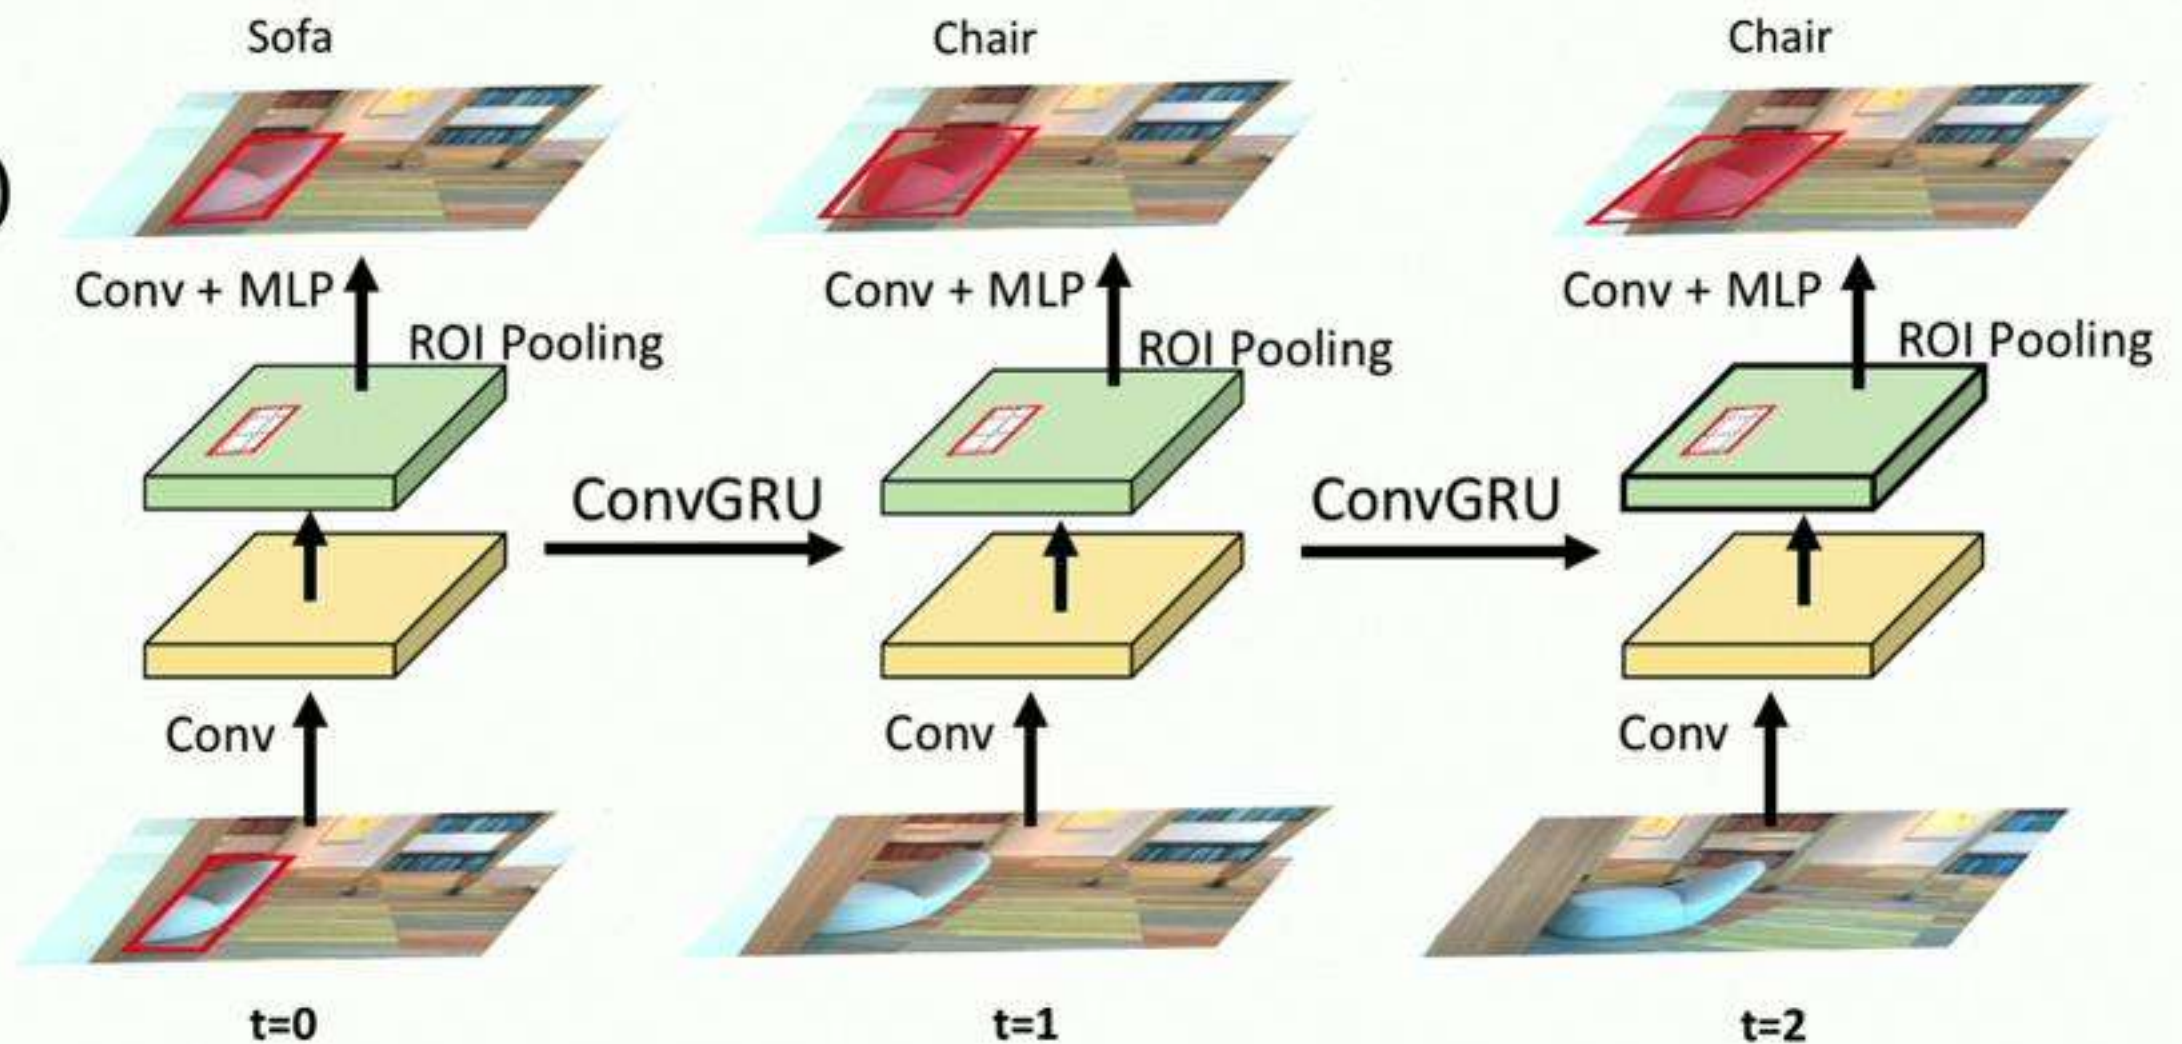 Sofa
Chair
Chair
Conv + MLP
Conv + MLP
Conv + MLP
ROI Pooling
ROI Pooling
ROI Pooling
ConvGRU
ConvGRU
Conv
Conv
Conv
t=0
t=1
t=2